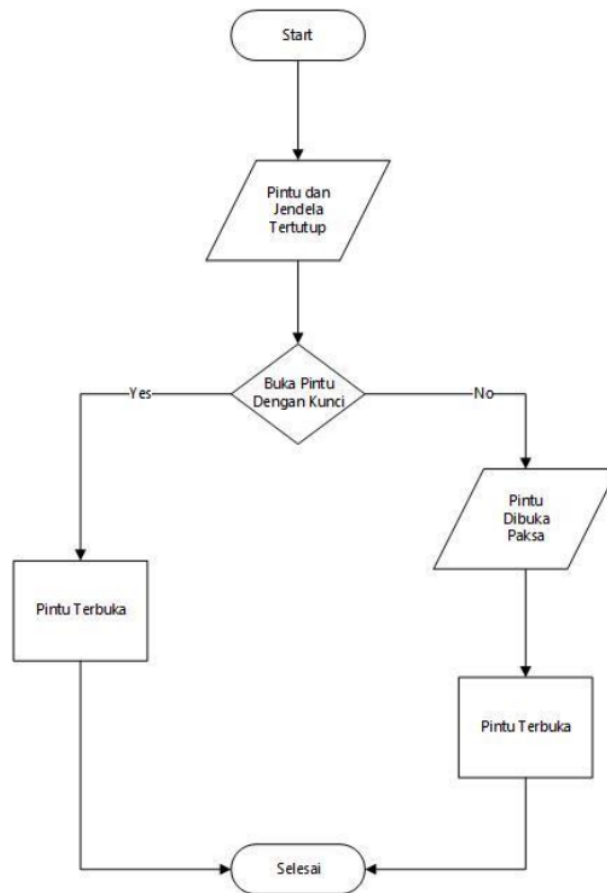 Start
Pintu dan
Jendela
Tertutup
Buka Pintu
Dengan Kunci
Yes
No
Pintu
Dibuka
Paksa
Pintu Terbuka
Pintu Terbuka
Selesai